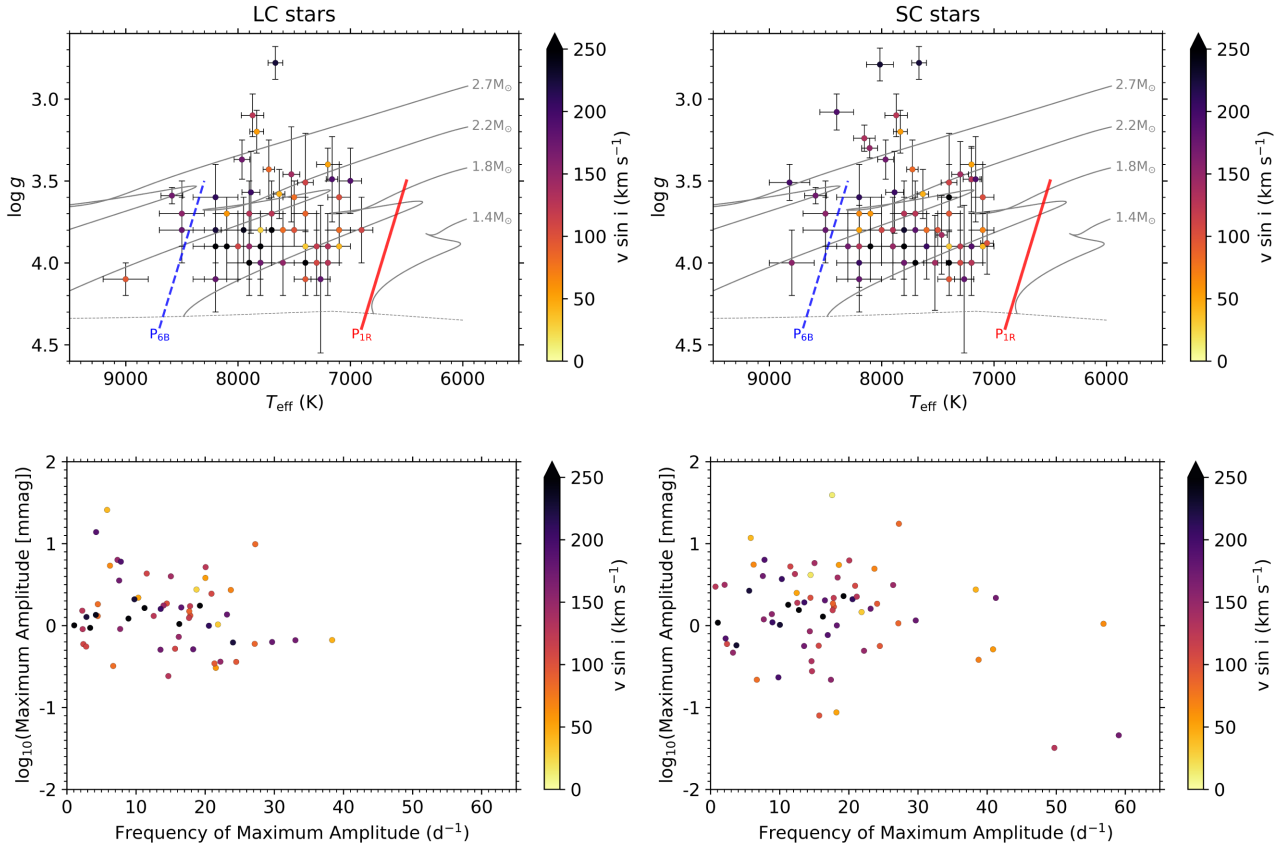 LC stars
SC stars
3.0
3.5
4.0
4.5
log g
9000
8000
7000
6000
T_eff (K)
2.7M☉
2.2M☉
1.8M☉
1.4M☉
P_6B
P_1R
250
200
150
100
50
0
v sin i (km s⁻¹)
3.0
3.5
4.0
4.5
log g
9000
8000
7000
6000
T_eff (K)
2.7M☉
2.2M☉
1.8M☉
1.4M☉
P_6B
P_1R
250
200
150
100
50
0
v sin i (km s⁻¹)
2
1
0
-1
-2
log₁₀(Maximum Amplitude [mmag])
0
10
20
30
40
50
60
Frequency of Maximum Amplitude (d⁻¹)
250
200
150
100
50
0
v sin i (km s⁻¹)
2
1
0
-1
-2
log₁₀(Maximum Amplitude [mmag])
0
10
20
30
40
50
60
Frequency of Maximum Amplitude (d⁻¹)
250
200
150
100
50
0
v sin i (km s⁻¹)